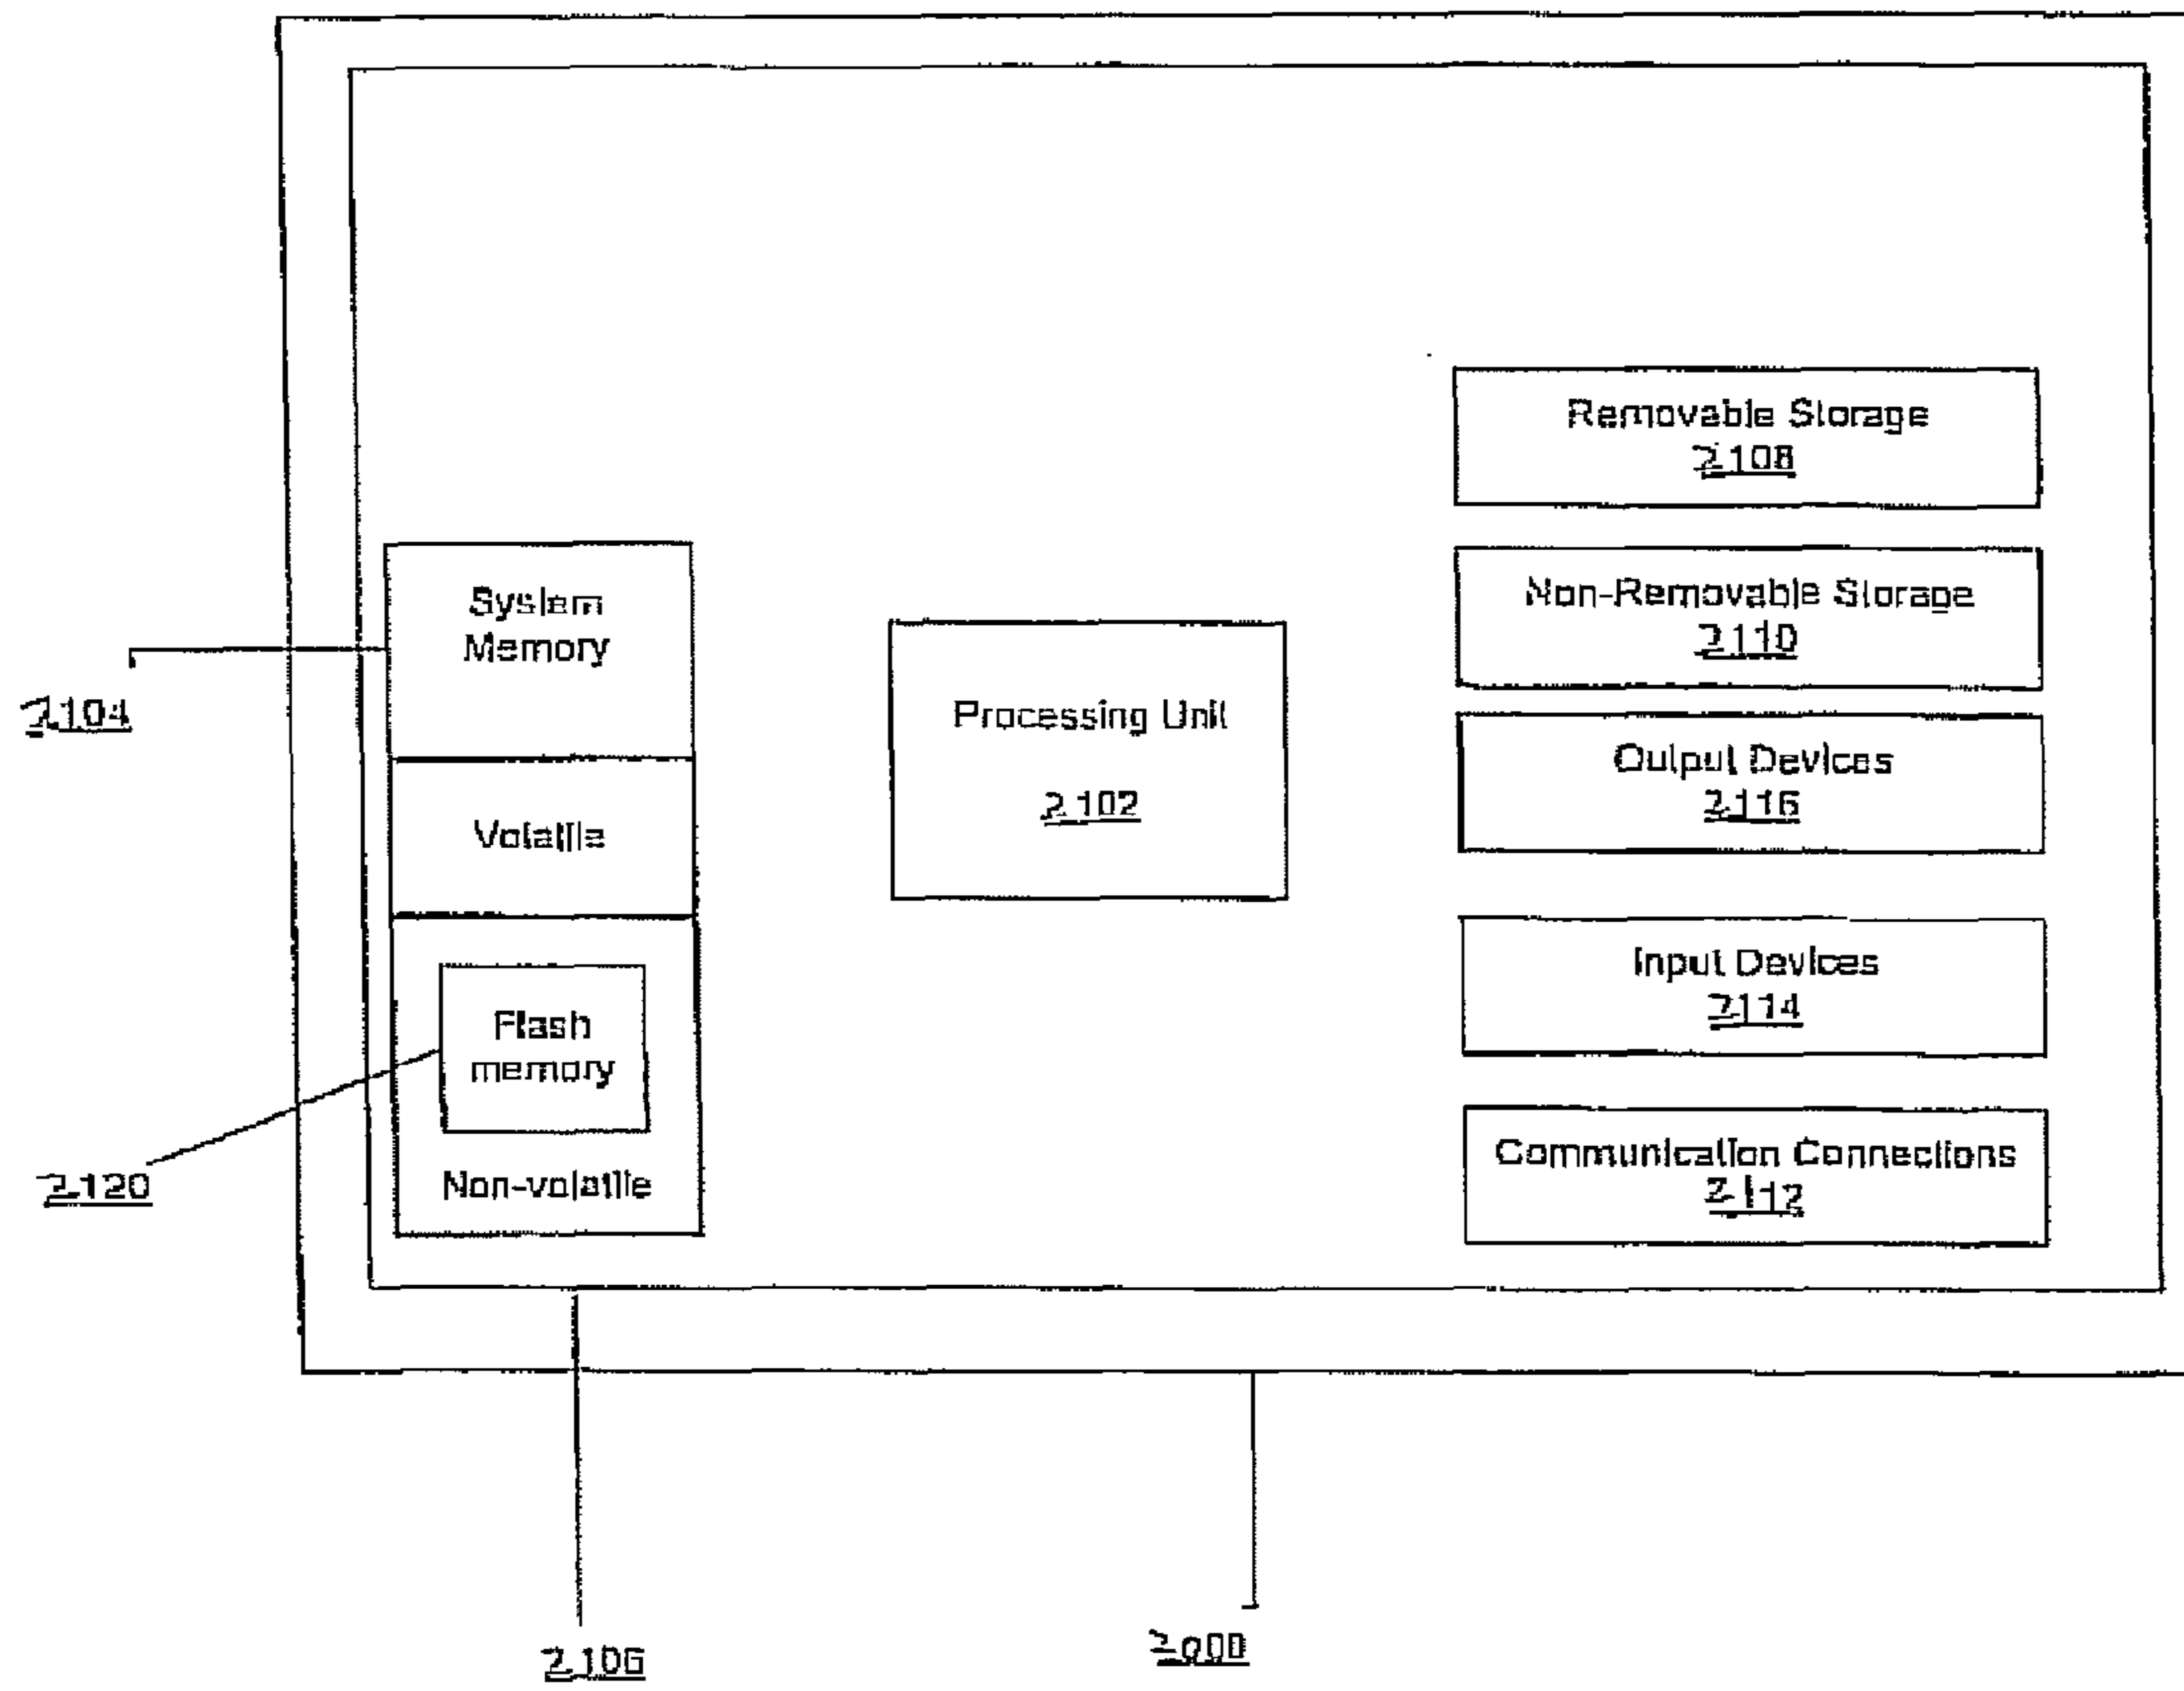 Removable Storage
2108
Non-Removable Storage
2110
System
Memory
2104
Processing Unit
2102
Output Devices
2116
Volatile
Input Devices
2114
Flash
memory
2120
Non-volatile
Communication Connections
2112
2106
2000